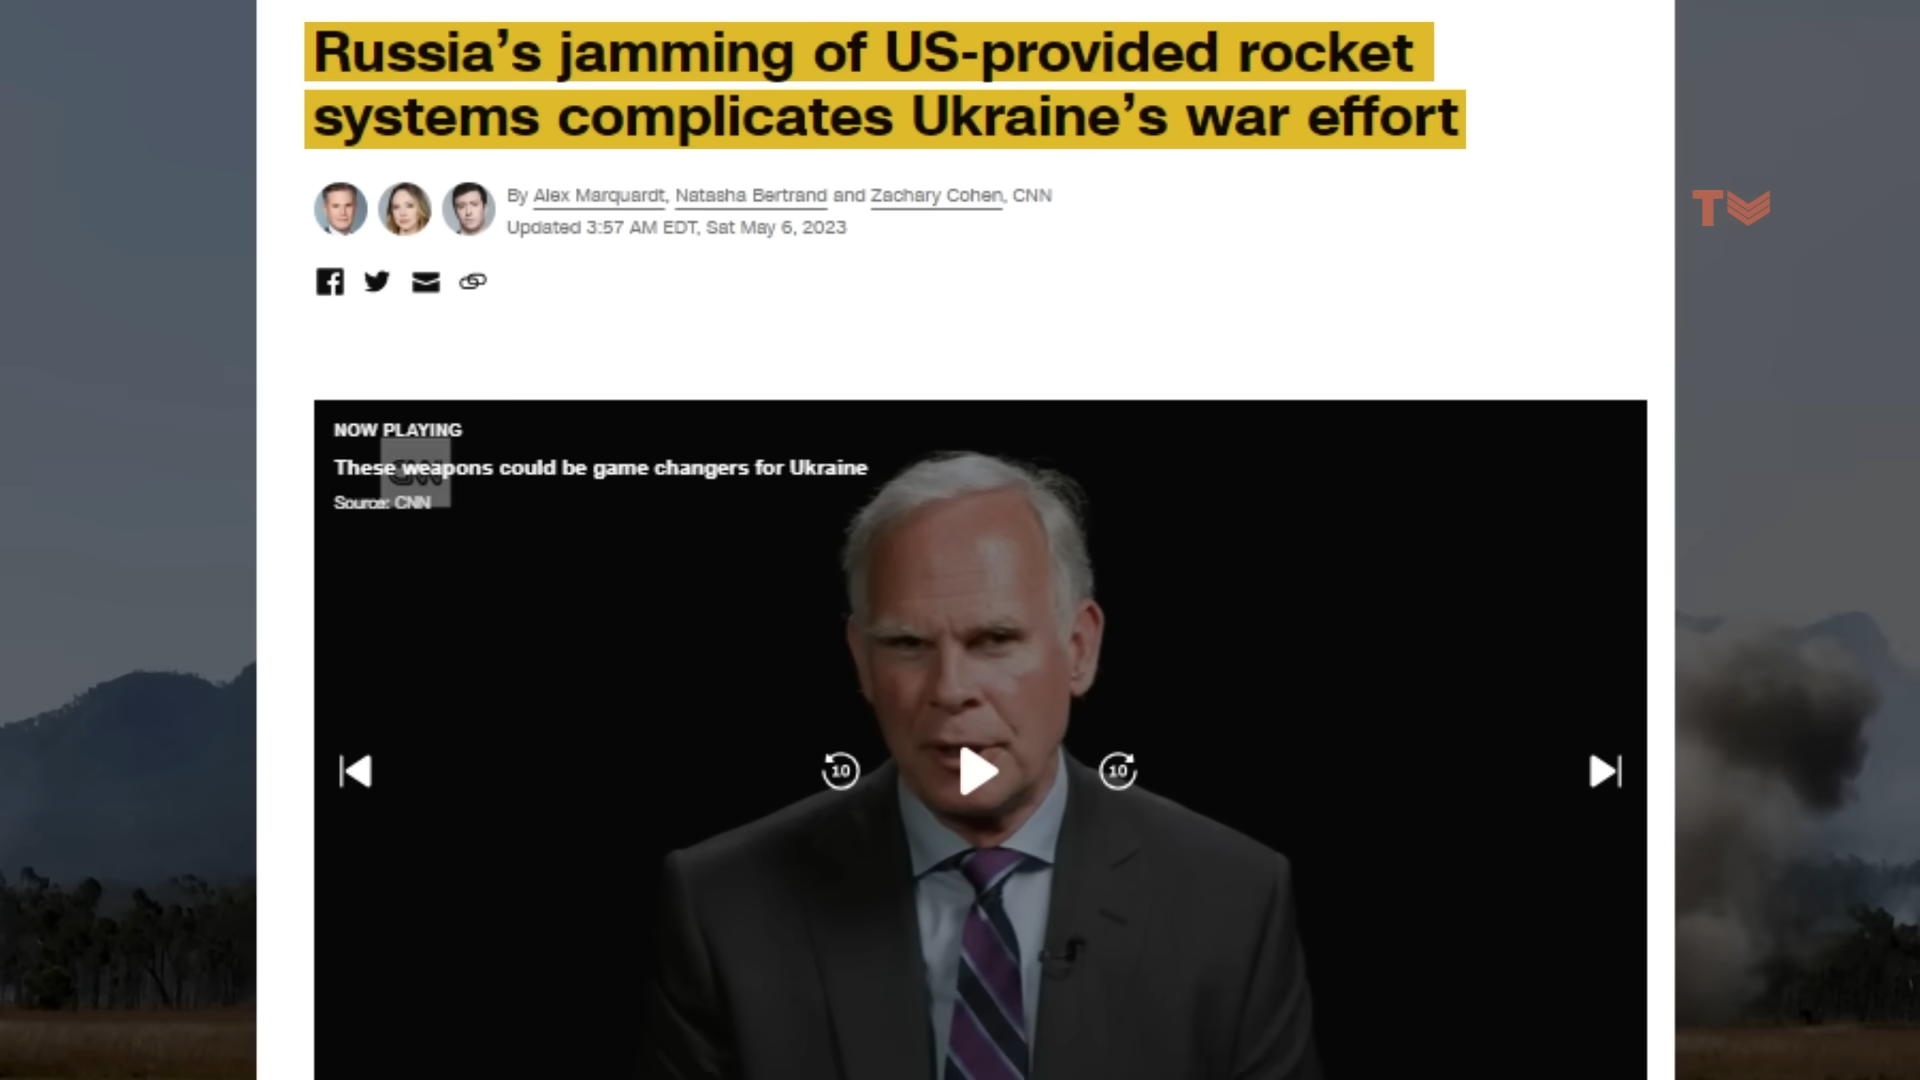 Russia’s jamming of US-provided rocket
systems complicates Ukraine’s war effort
By Alex Marquardt, Natasha Bertrand and Zachary Cohen, CNN
Updated 3:57 AM EDT, Sat May 6, 2023
NOW PLAYING
These weapons could be game changers for Ukraine
CNN
Source: CNN
10
10
T